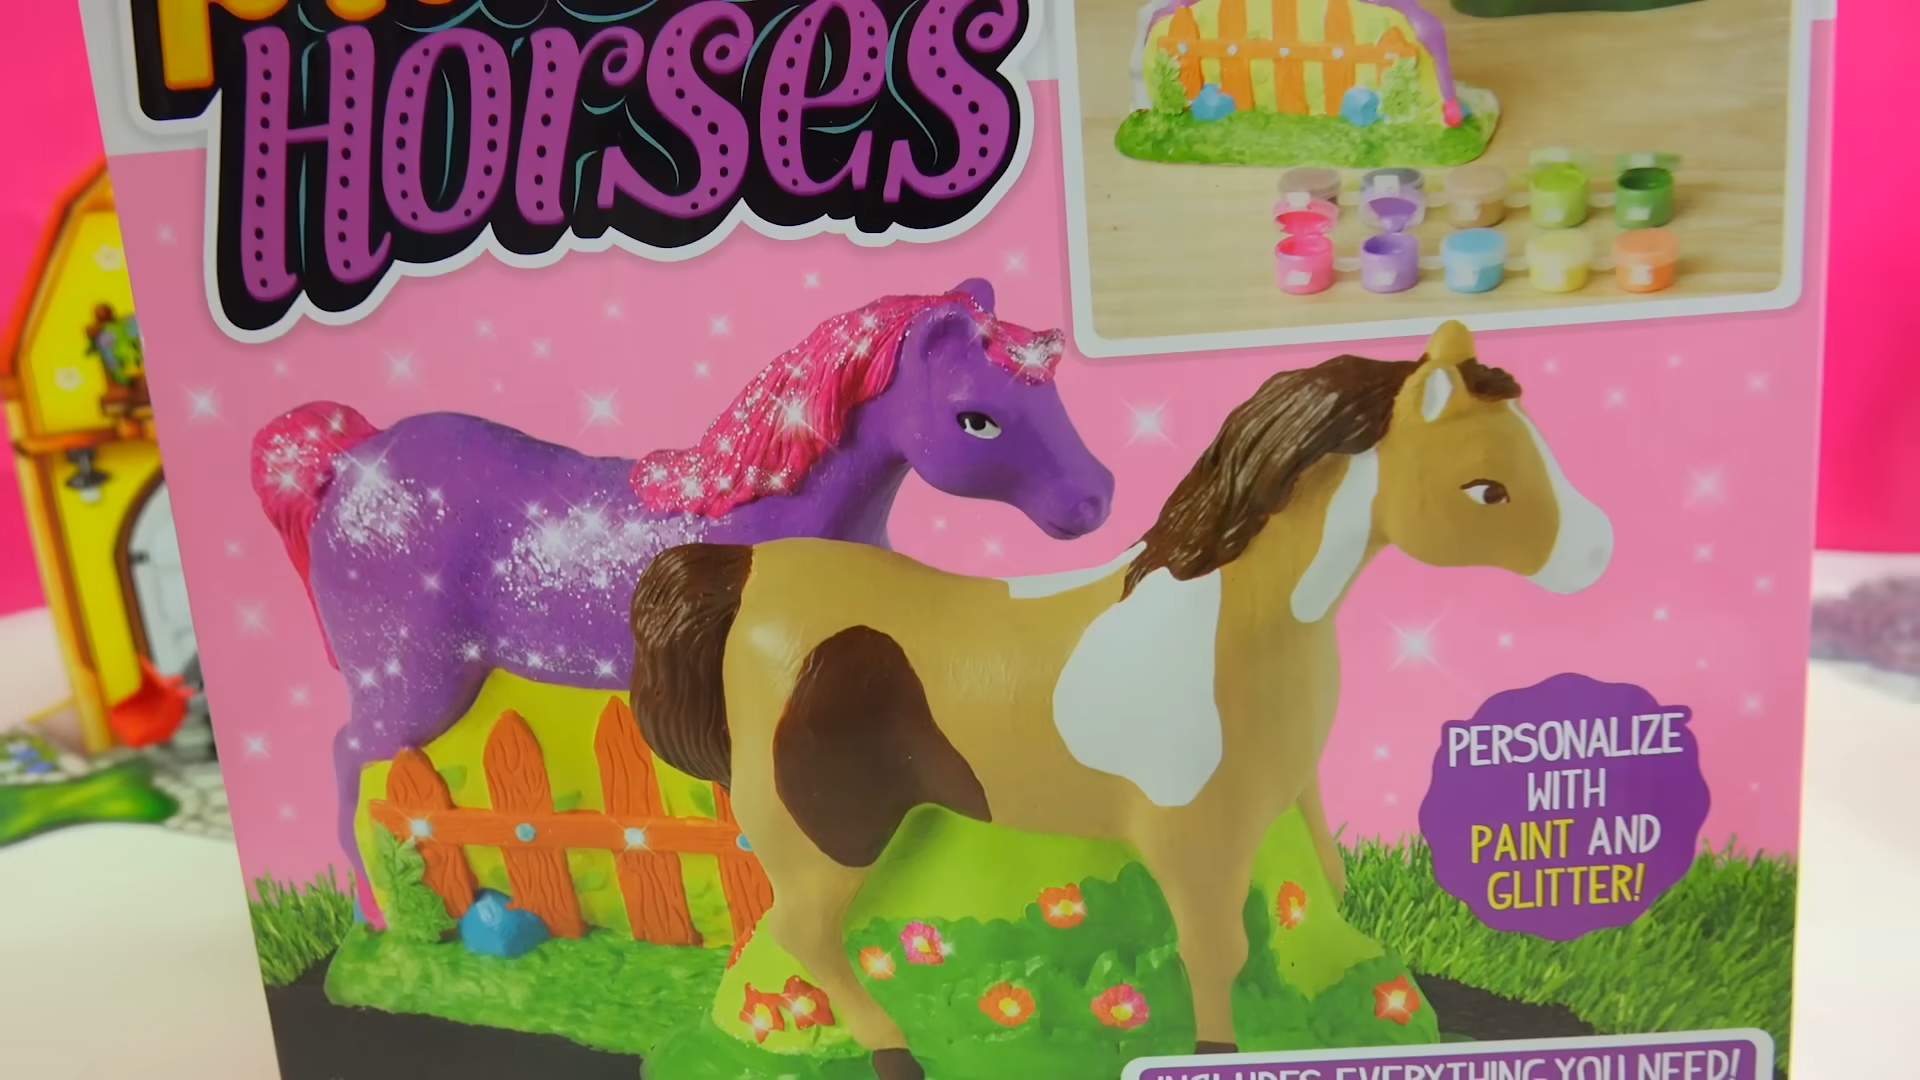 HORSES
PERSONALIZE
WITH
PAINT AND
GLITTER!
INCLUDES EVERYTHING YOU NEED!